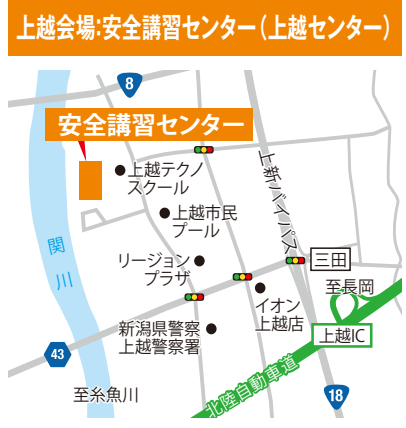 上越会場:安全講習センター(上越センター)
8
安全講習センター
上越テクノ
スクール
上新バイパス
上越市民
プール
関川
リージョン
プラザ
三田
至長岡
イオン
上越店
新潟県警察
上越警察署
上越IC
43
至糸魚川
北陸自動車道
18